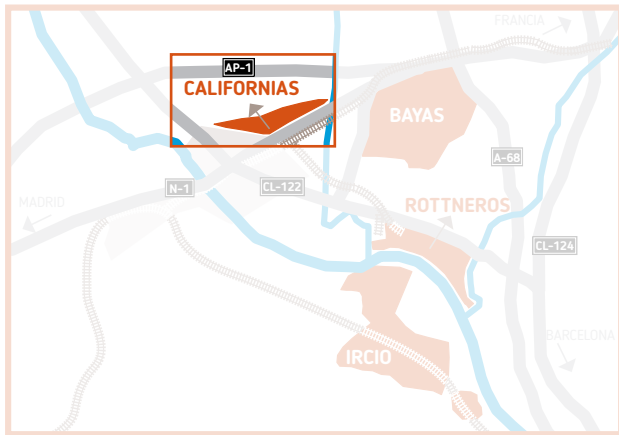 FRANCIA
AP-1
CALIFORNIAS
BAYAS
A-68
N-1
CL-122
MADRID
ROTTNEROS
CL-124
BARCELONA
IRCIO